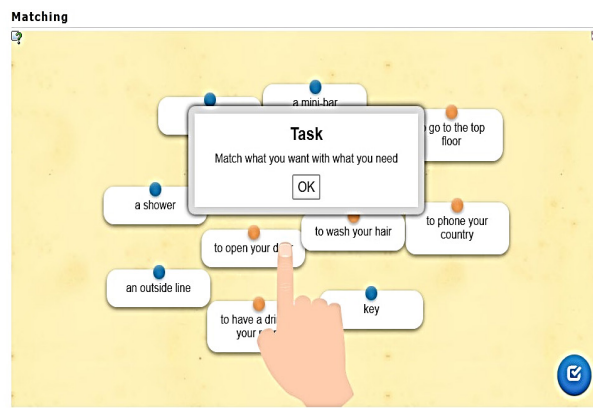 Matching
a mini-bar
go to the top
floor
Task
Match what you want with what you need
OK
a shower
to wash your hair
to phone your
country
to open your
an outside line
key
to have a
your